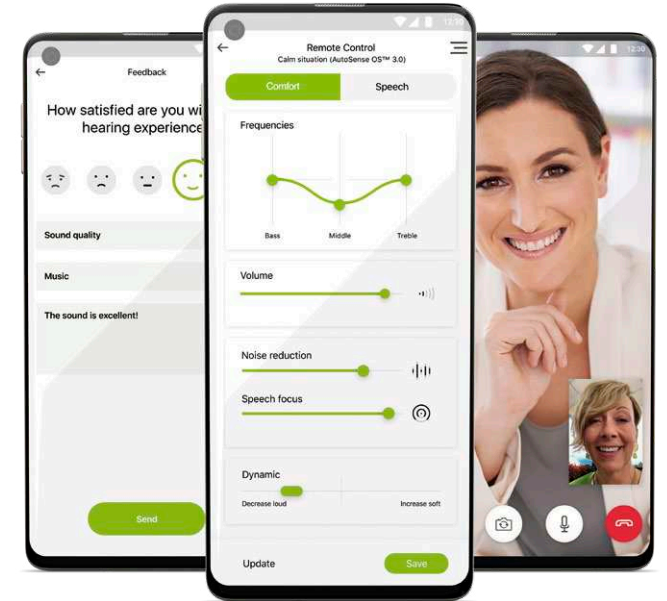 Feedback
How satisfied are you wi
hearing experience
Sound quality
Music
The sound is excellent!
Send
12:30
Remote Control
Calm situation (AutoSense OS™ 3.0)
Comfort
Speech
Frequencies
Bass
Middle
Treble
Volume
Noise reduction
Speech focus
Dynamic
Decrease loud
Increase soft
Update
Save
12:30